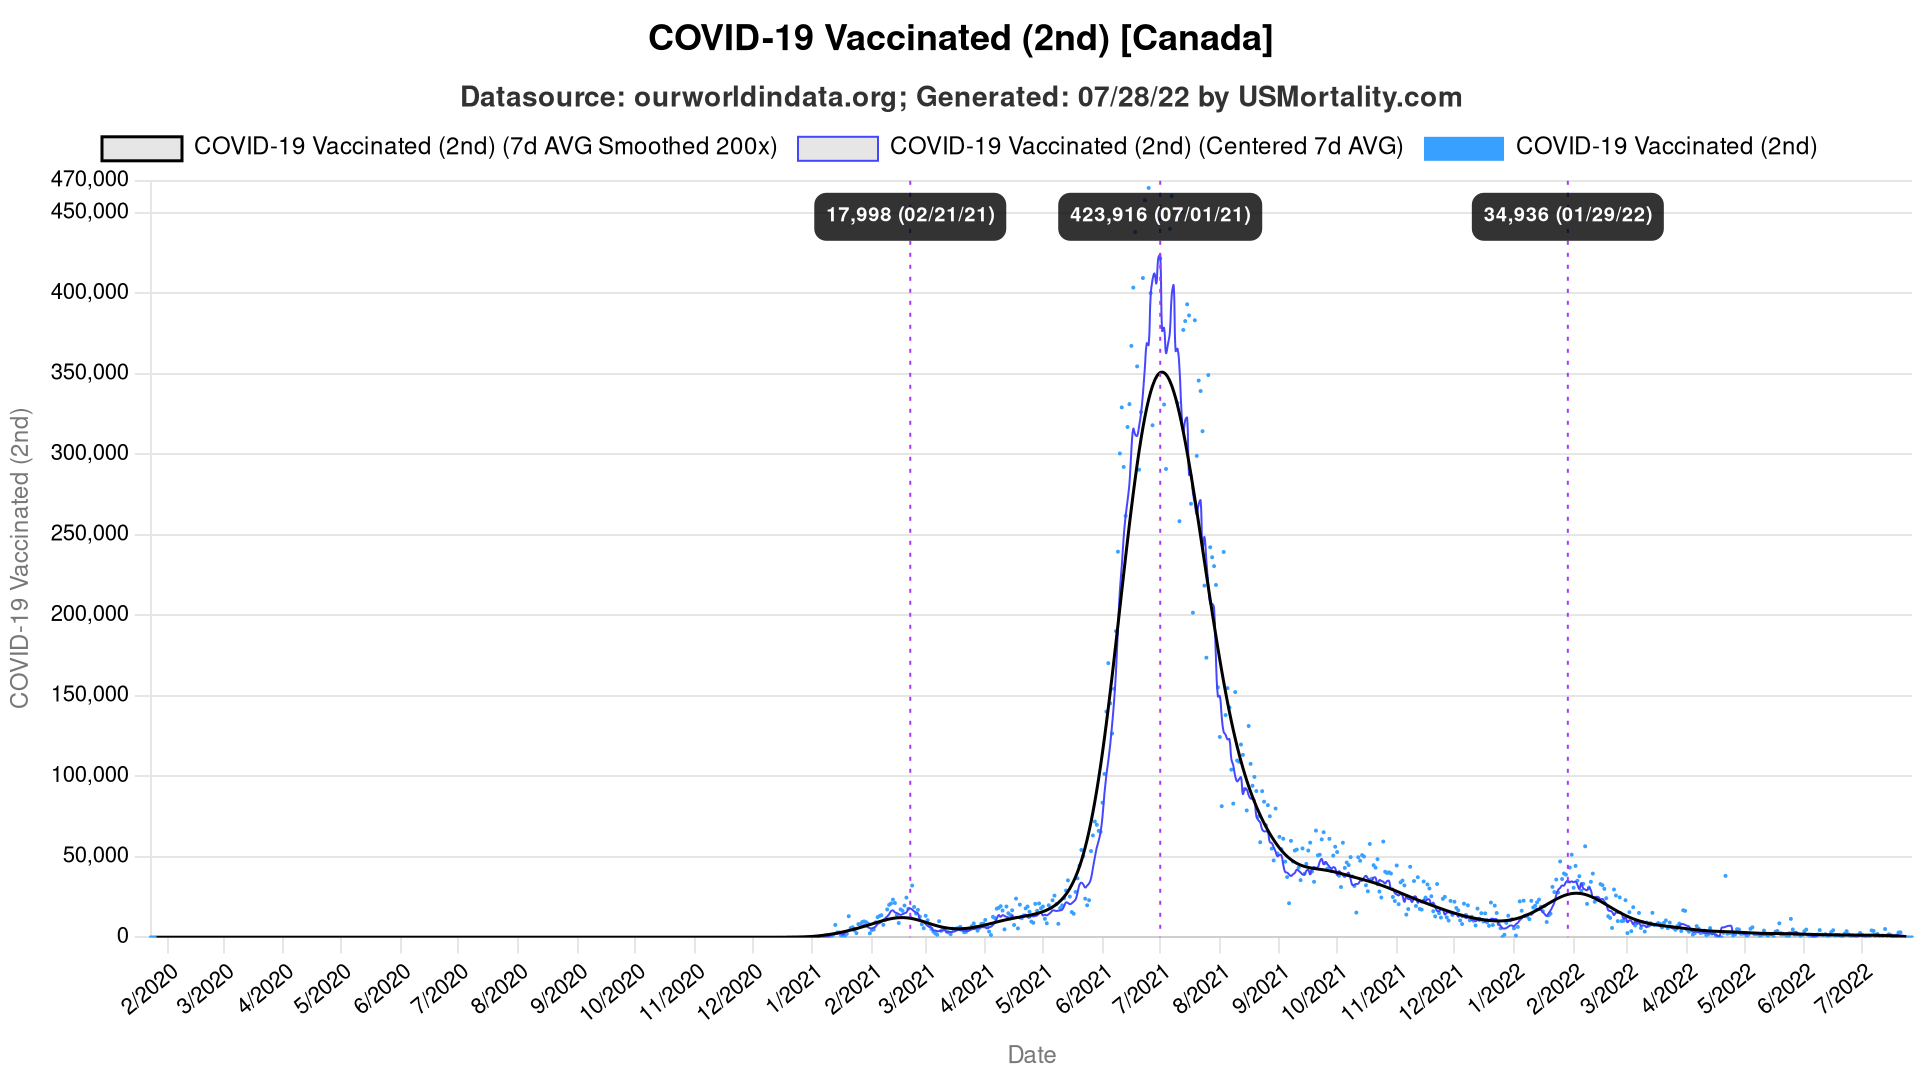 COVID-19 Vaccinated (2nd) [Canada]
Datasource: ourworldindata.org; Generated: 07/28/22 by USMortality.com
COVID-19 Vaccinated (2nd) (7d AVG Smoothed 200x) COVID-19 Vaccinated (2nd) (Centered 7d AVG) COVID-19 Vaccinated (2nd)
17,998 (02/21/21) 423,916 (07/01/21) 34,936 (01/29/22)
COVID-19 Vaccinated (2nd)
470,000
450,000
400,000
350,000
300,000
250,000
200,000
150,000
100,000
50,000
0
2/2020 3/2020 4/2020 5/2020 6/2020 7/2020 8/2020 9/2020 10/2020 11/2020 12/2020 1/2021 2/2021 3/2021 4/2021 5/2021 6/2021 7/2021 8/2021 9/2021 10/2021 11/2021 12/2021 1/2022 2/2022 3/2022 4/2022 5/2022 6/2022 7/2022
Date